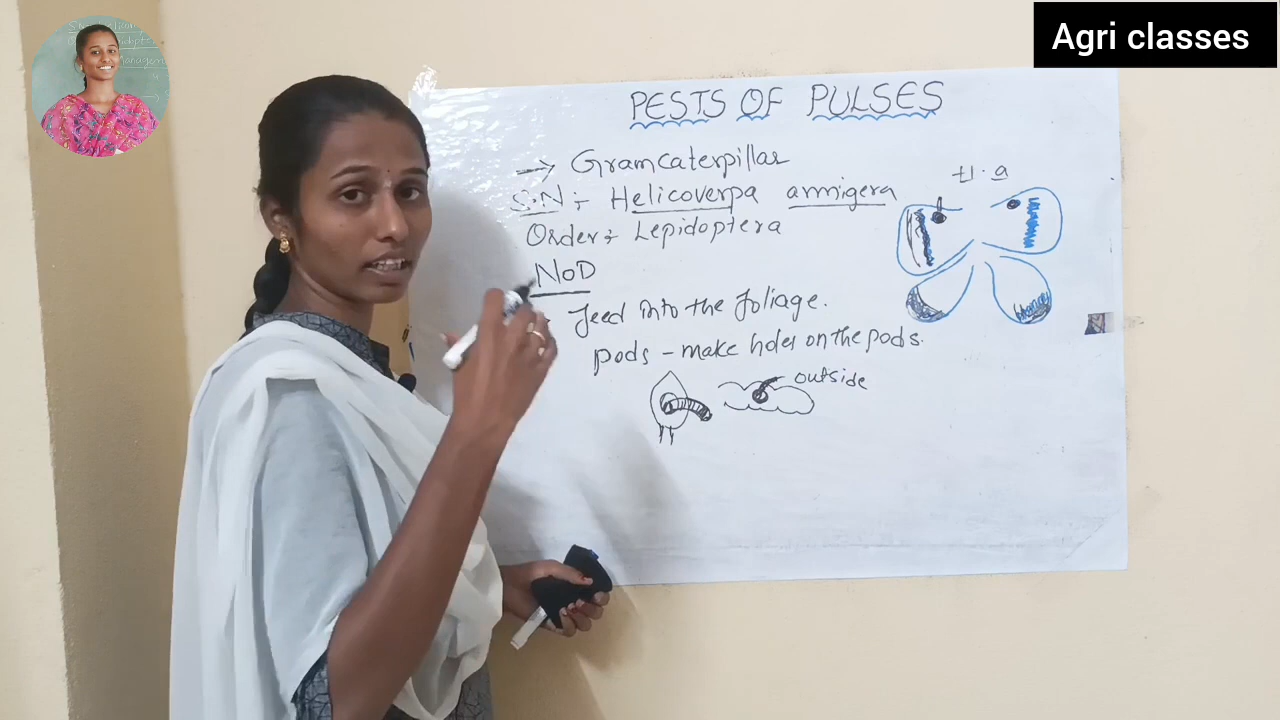 Agri classes
PESTS OF PULSES
→ Gramcaterpillar
S.N :- Helicoverpa armigera
H.a
Order :- Lepidoptera
NOD
feed into the foliage.
pods - make holes on the pods.
outside